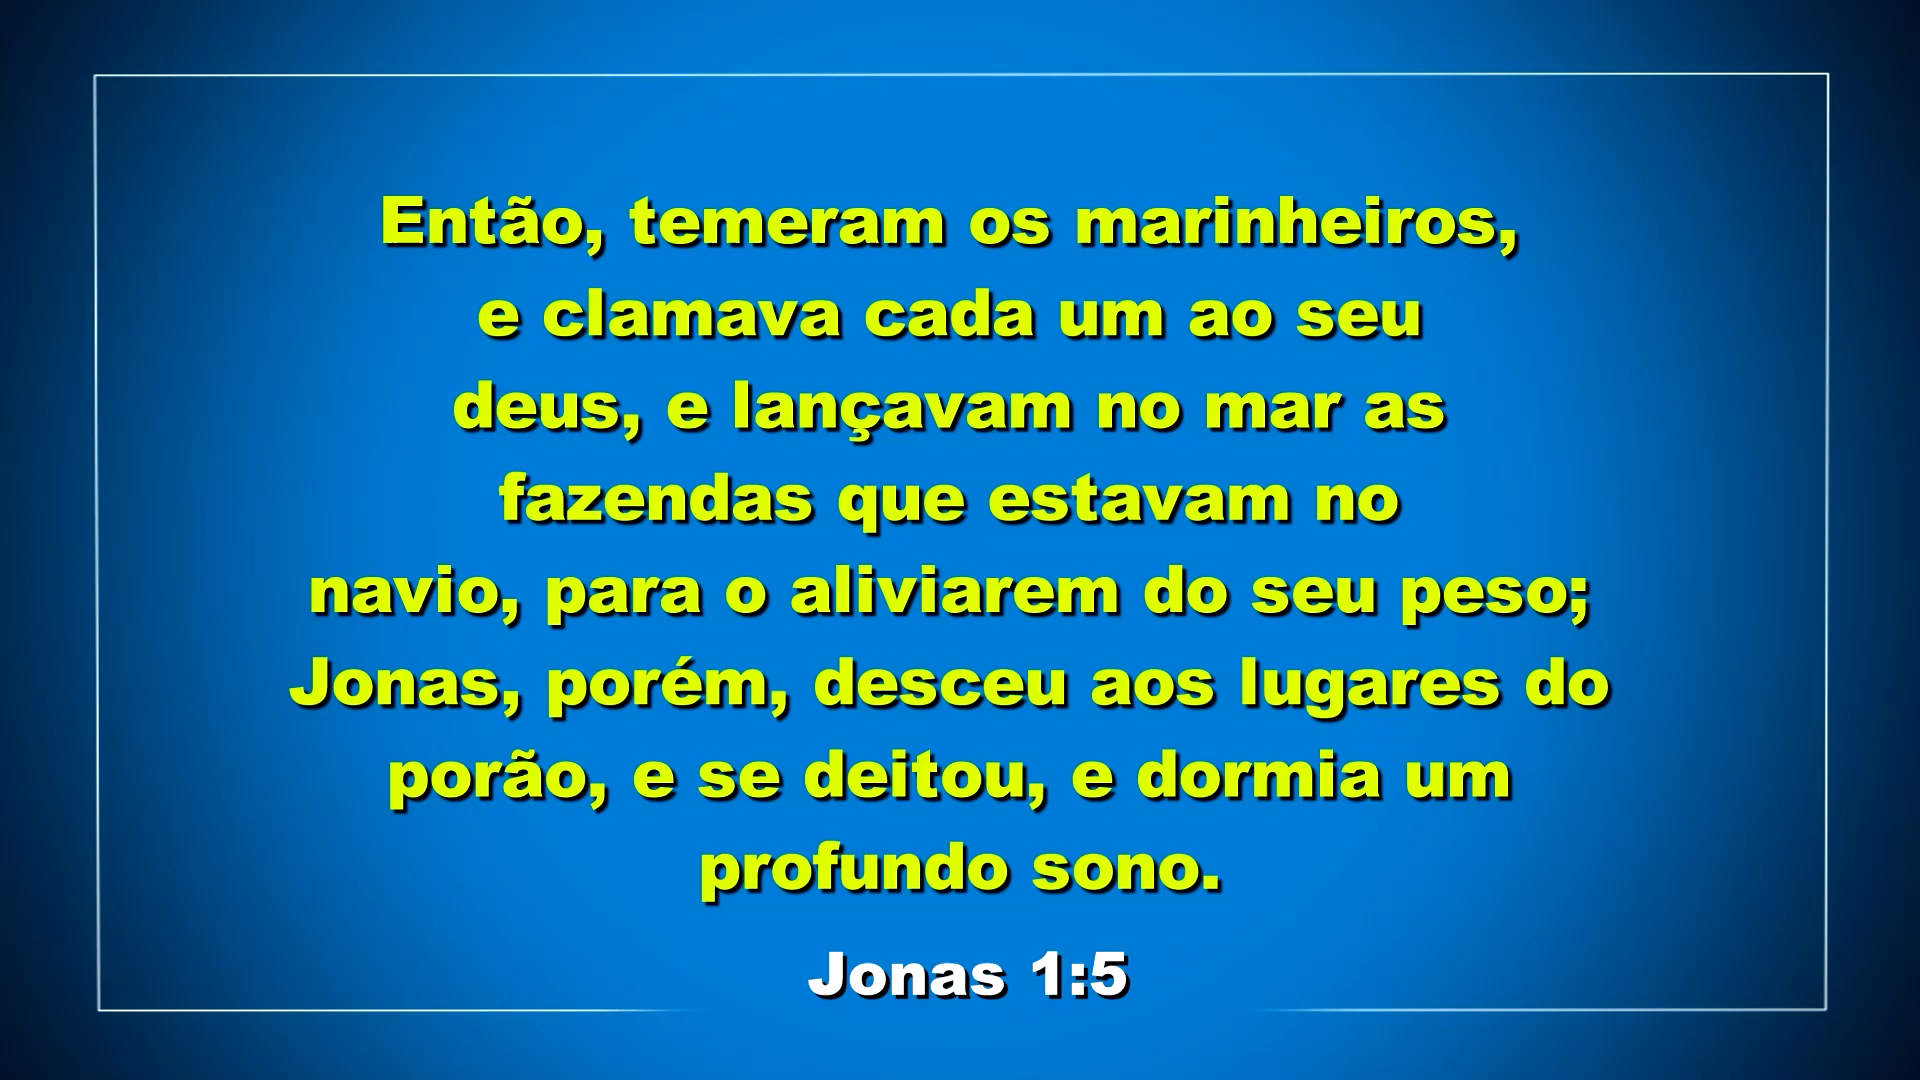 Então, temeram os marinheiros,
e clamava cada um ao seu
deus, e lançavam no mar as
fazendas que estavam no
navio, para o aliviarem do seu peso;
Jonas, porém, desceu aos lugares do
porão, e se deitou, e dormia um
profundo sono.
Jonas 1:5